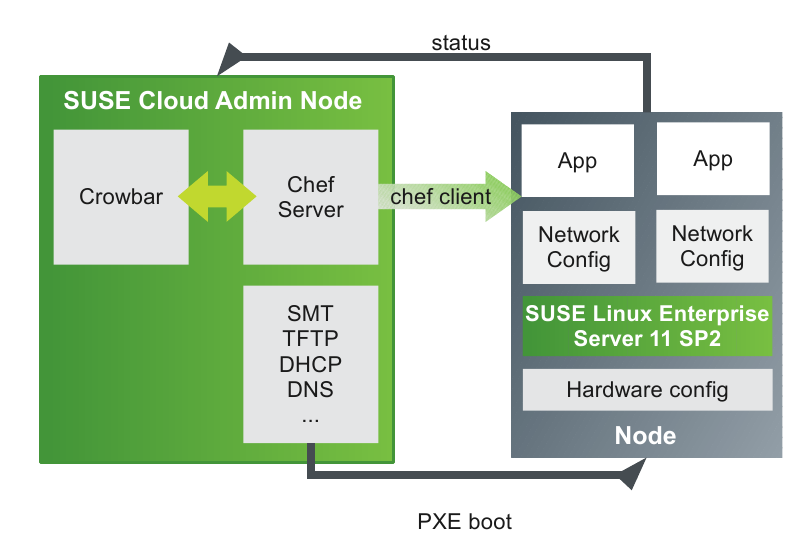 status
SUSE Cloud Admin Node
Crowbar
Chef
Server
chef client
SMT
TFTP
DHCP
DNS
...
App
App
Network
Config
Network
Config
SUSE Linux Enterprise
Server 11 SP2
Hardware config
Node
PXE boot